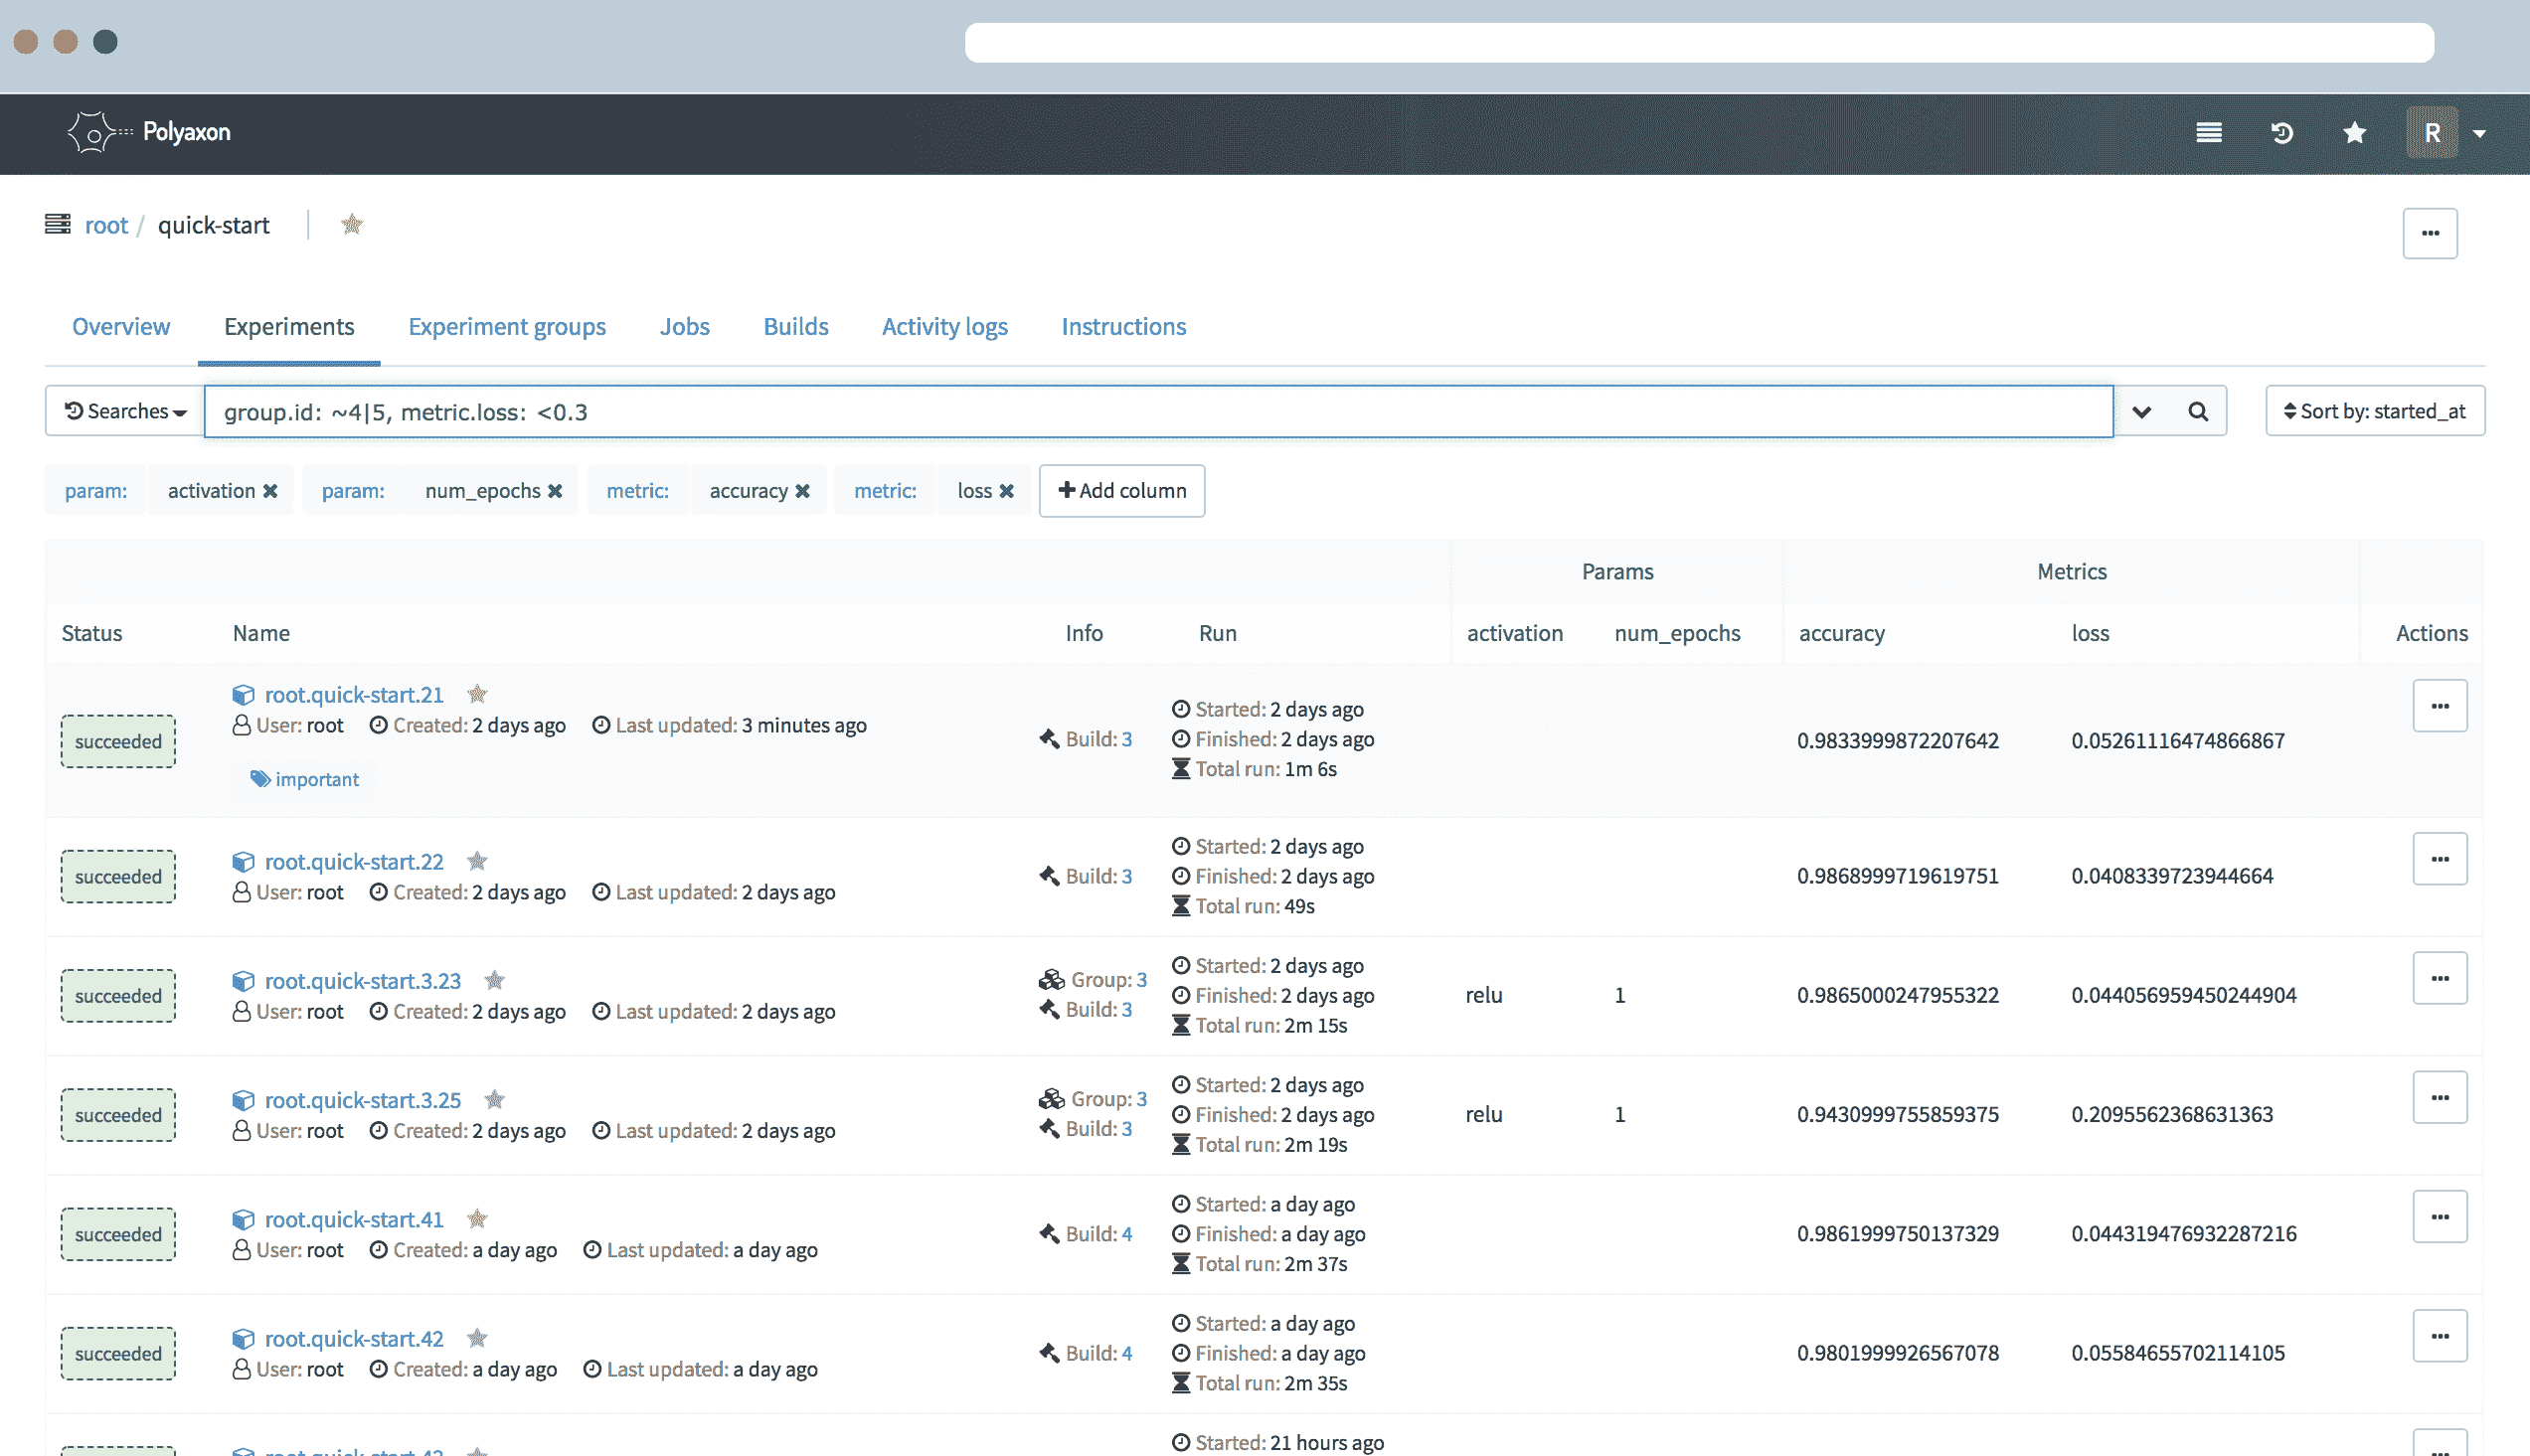 Polyaxon
R
root / quick-start
Overview Experiments Experiment groups Jobs Builds Activity logs Instructions
Searches group.id: ~4|5, metric.loss: <0.3 Sort by: started_at
param: activation param: num_epochs metric: accuracy metric: loss Add column
Params Metrics
Status Name Info Run activation num_epochs accuracy loss Actions
root.quick-start.21
User: root Created: 2 days ago Last updated: 3 minutes ago
important
succeeded
Build: 3
Started: 2 days ago
Finished: 2 days ago
Total run: 1m 6s
0.9833999872207642 0.05261116474866867
root.quick-start.22
User: root Created: 2 days ago Last updated: 2 days ago
succeeded
Build: 3
Started: 2 days ago
Finished: 2 days ago
Total run: 49s
0.9868999719619751 0.0408339723944664
root.quick-start.3.23
User: root Created: 2 days ago Last updated: 2 days ago
succeeded
Group: 3
Build: 3
Started: 2 days ago
Finished: 2 days ago
Total run: 2m 15s
relu 1 0.9865000247955322 0.044056959450244904
root.quick-start.3.25
User: root Created: 2 days ago Last updated: 2 days ago
succeeded
Group: 3
Build: 3
Started: 2 days ago
Finished: 2 days ago
Total run: 2m 19s
relu 1 0.9430999755859375 0.2095562368631363
root.quick-start.41
User: root Created: a day ago Last updated: a day ago
succeeded
Build: 4
Started: a day ago
Finished: a day ago
Total run: 2m 37s
0.9861999750137329 0.044319476932287216
root.quick-start.42
User: root Created: a day ago Last updated: a day ago
succeeded
Build: 4
Started: a day ago
Finished: a day ago
Total run: 2m 35s
0.9801999926567078 0.05584655702114105
Started: 21 hours ago